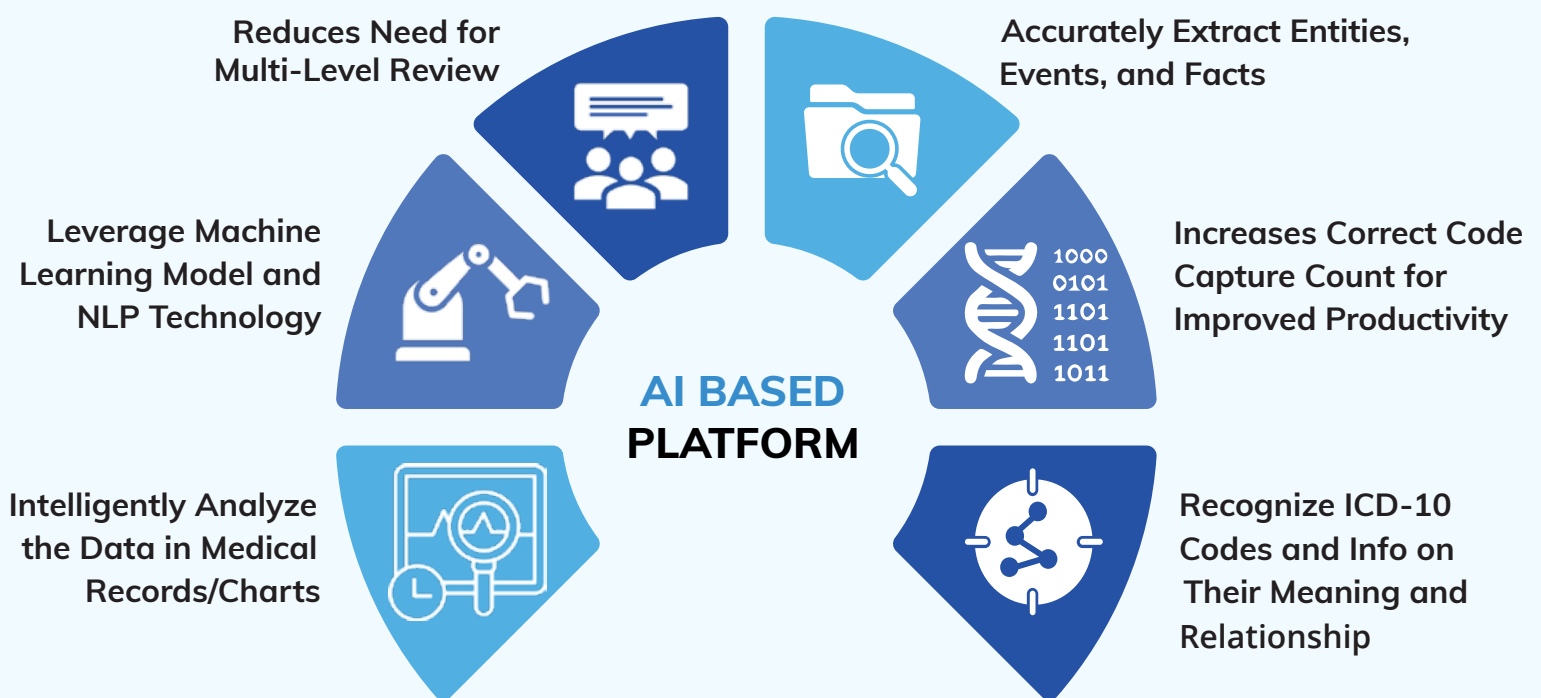 Reduces Need for
Multi-Level Review
Accurately Extract Entities,
Events, and Facts
Leverage Machine
Learning Model and
NLP Technology
Increases Correct Code
Capture Count for
Improved Productivity
1000
0101
1101
1101
1011
AI BASED
PLATFORM
Intelligently Analyze
the Data in Medical
Records/Charts
Recognize ICD-10
Codes and Info on
Their Meaning and
Relationship